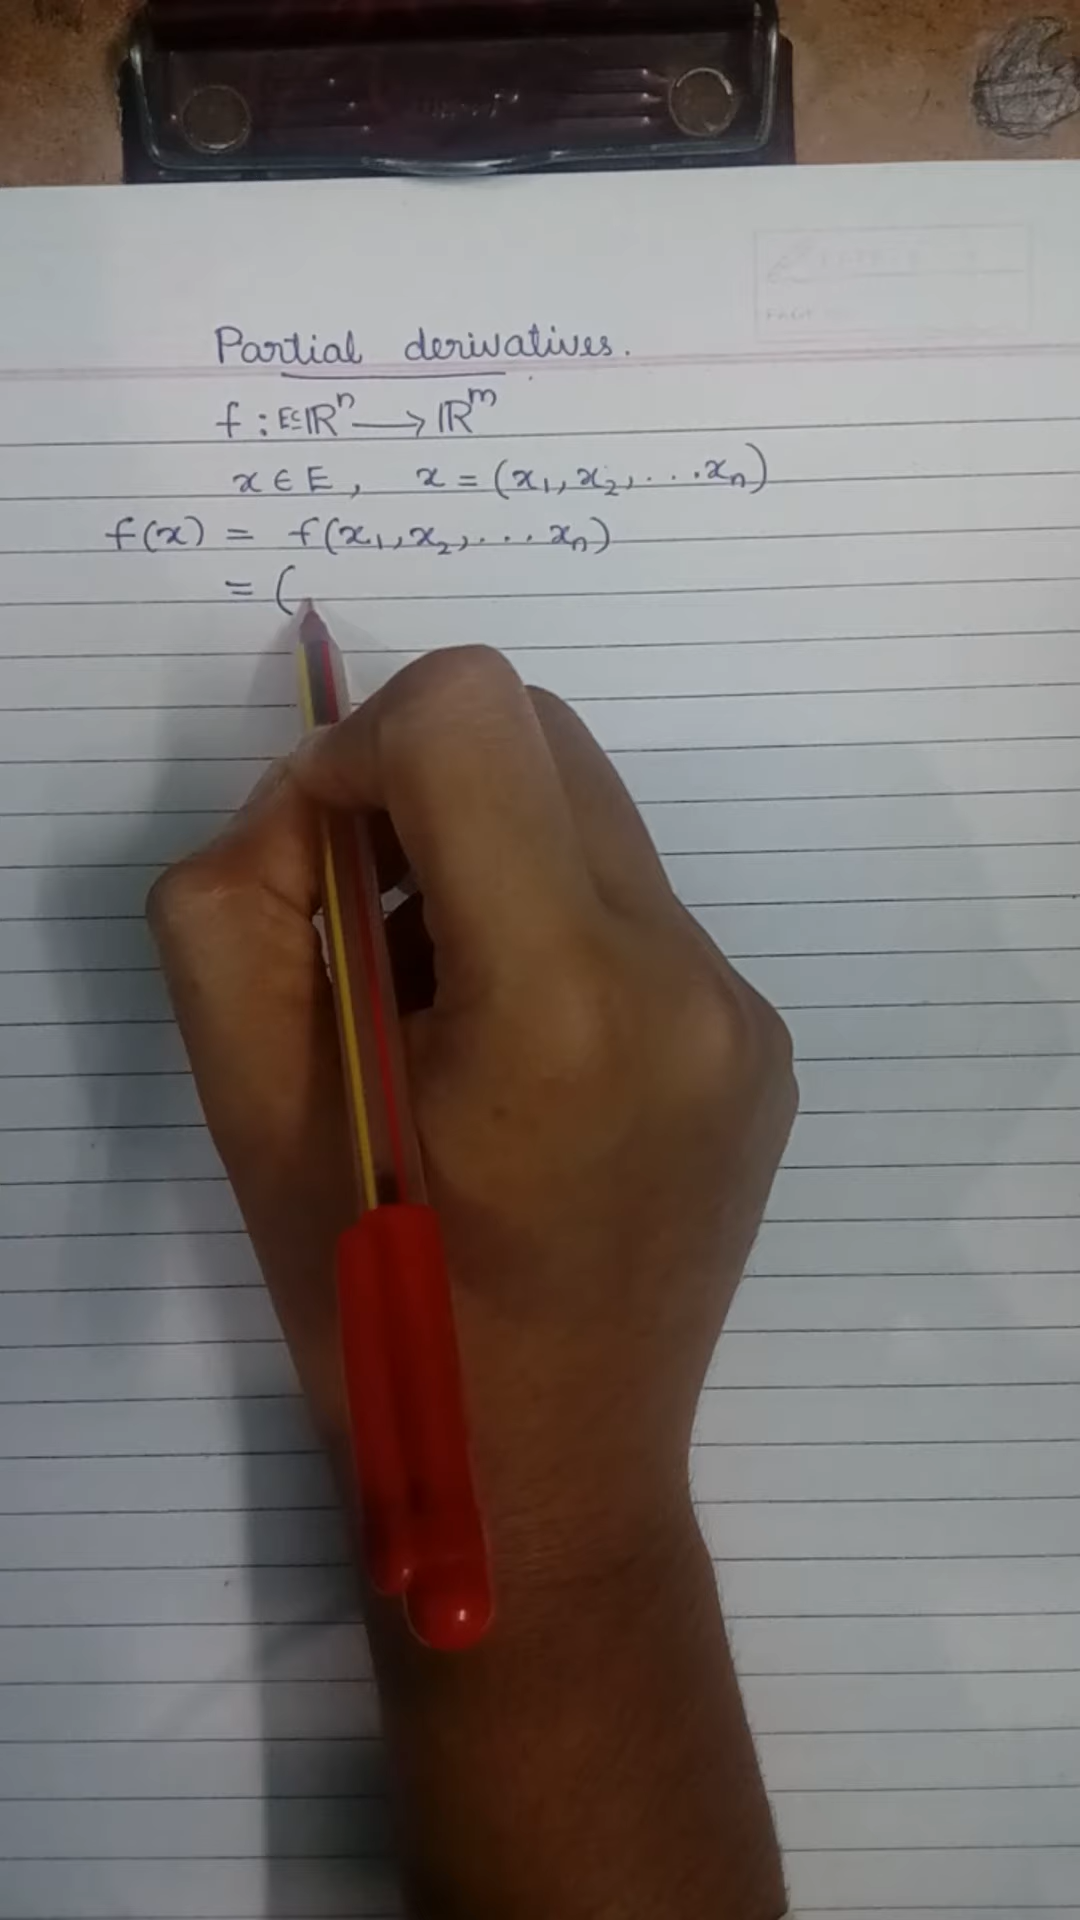 Partial derivatives.
f : E⊆ℝⁿ ⟶ ℝᵐ
x ∈ E, x = (x₁, x₂, ... xₙ)
f(x) = f(x₁, x₂, ... xₙ)
= (